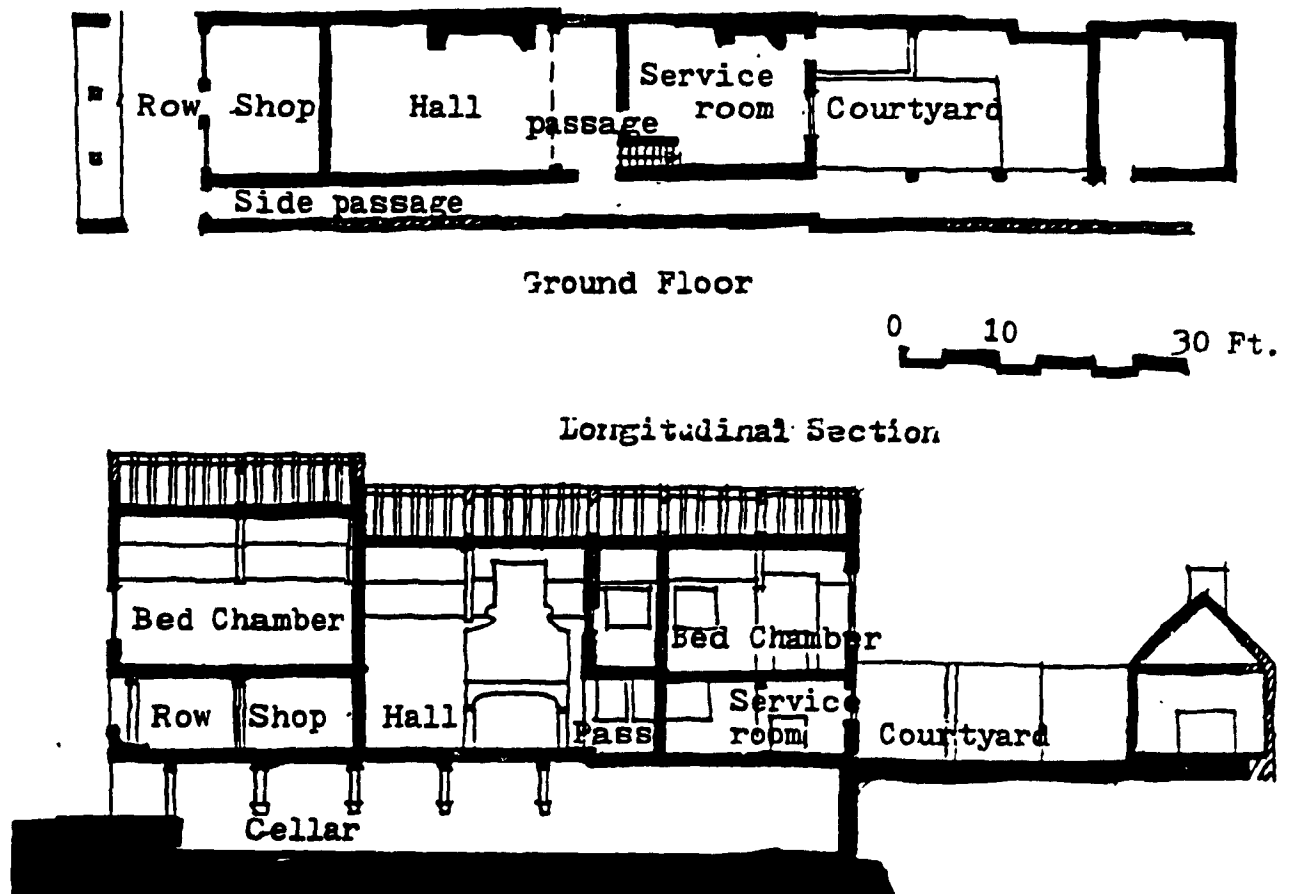 Row Shop Hall passage Service
room Courtyard
Side passage
Ground Floor
0 10 30 Ft.
Longitudinal Section
Bed Chamber Bed Chamber
Row Shop Hall Pass Service
room Courtyard
Cellar